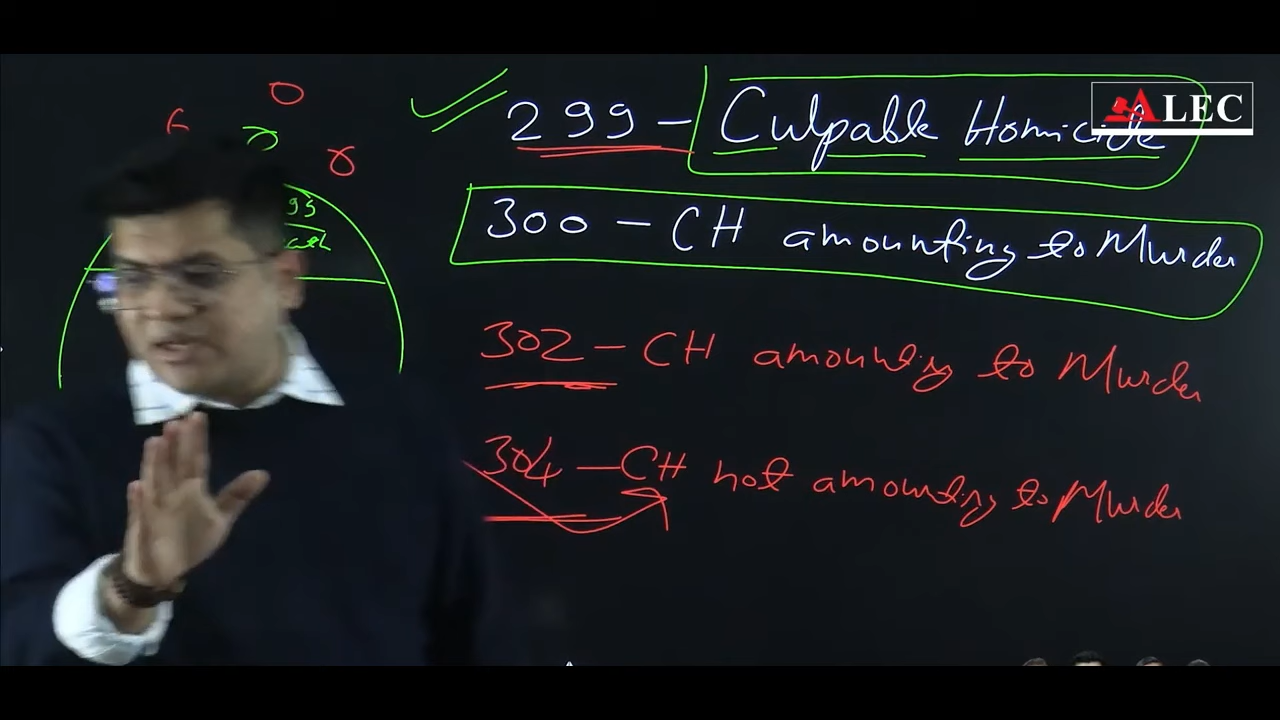 ALEC
299 - Culpable Homicide
300 - CH amounting to Murder
302 - CH amounting to Murder
304 - CH not amounting to Murder